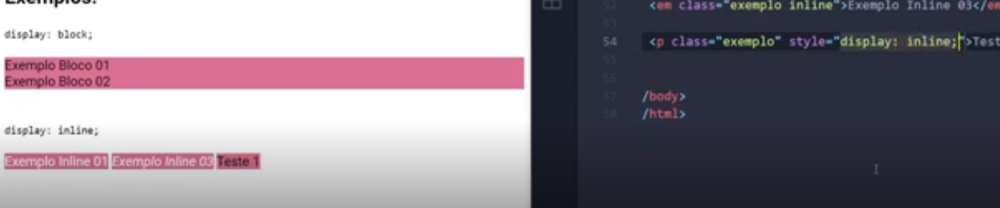 Exemplos:
display: block;
Exemplo Bloco 01
Exemplo Bloco 02
display: inline;
Exemplo Inline 01 Exemplo Inline 03 Teste 1
52 <em class="exemplo inline">Exemplo Inline 03</em
53
54 <p class="exemplo" style="display: inline;">Test
55
56
57 /body>
58 /html>